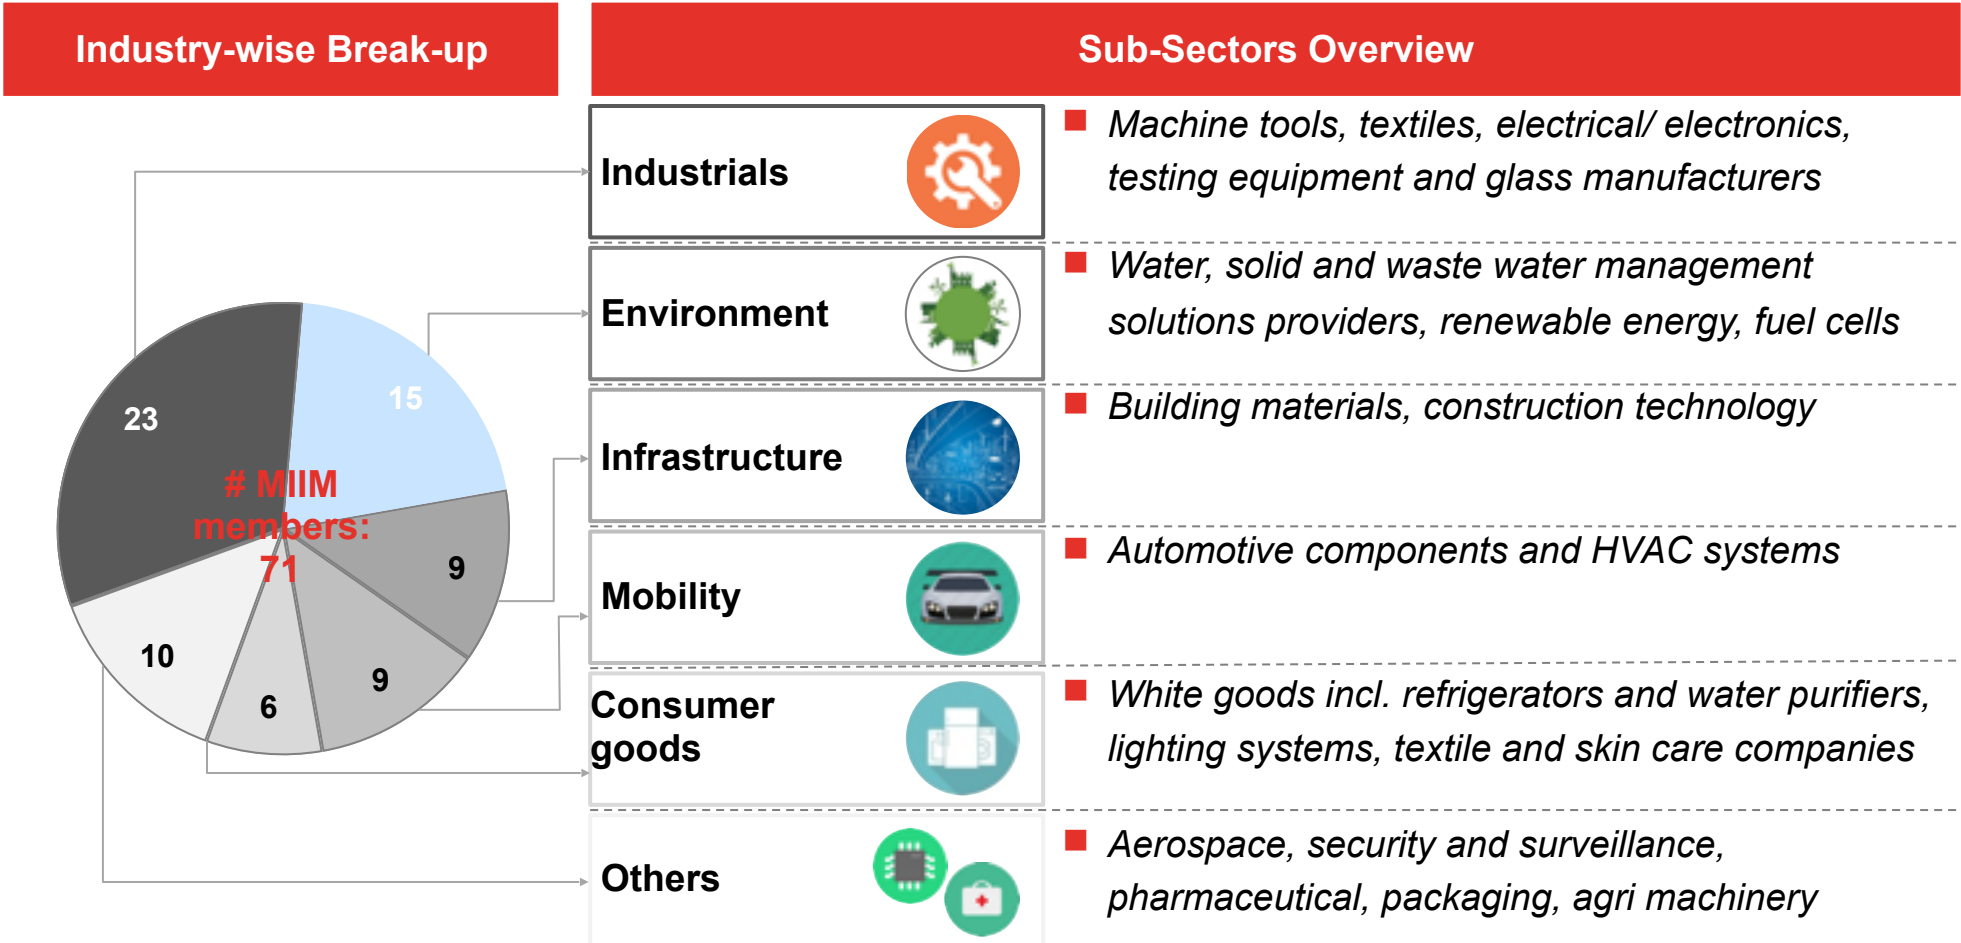 Industry-wise Break-up
Sub-Sectors Overview
23
15
# MIIM
members:
71
9
9
6
10
Industrials
Machine tools, textiles, electrical/ electronics,
testing equipment and glass manufacturers
Environment
Water, solid and waste water management
solutions providers, renewable energy, fuel cells
Infrastructure
Building materials, construction technology
Mobility
Automotive components and HVAC systems
Consumer
goods
White goods incl. refrigerators and water purifiers,
lighting systems, textile and skin care companies
Others
Aerospace, security and surveillance,
pharmaceutical, packaging, agri machinery